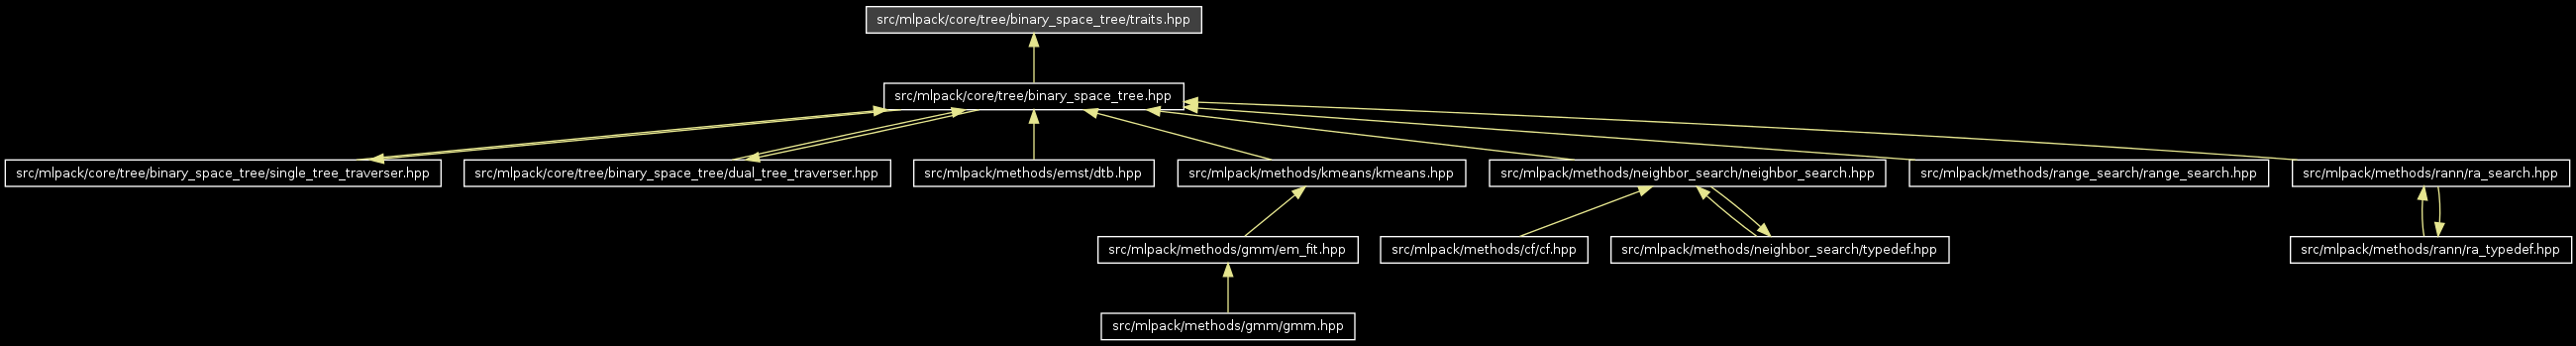 src/mlpack/core/tree/binary_space_tree/traits.hpp
src/mlpack/core/tree/binary_space_tree.hpp
src/mlpack/core/tree/binary_space_tree/single_tree_traverser.hpp
src/mlpack/core/tree/binary_space_tree/dual_tree_traverser.hpp
src/mlpack/methods/emst/dtb.hpp
src/mlpack/methods/kmeans/kmeans.hpp
src/mlpack/methods/neighbor_search/neighbor_search.hpp
src/mlpack/methods/range_search/range_search.hpp
src/mlpack/methods/rann/ra_search.hpp
src/mlpack/methods/gmm/em_fit.hpp
src/mlpack/methods/cf/cf.hpp
src/mlpack/methods/neighbor_search/typedef.hpp
src/mlpack/methods/rann/ra_typedef.hpp
src/mlpack/methods/gmm/gmm.hpp